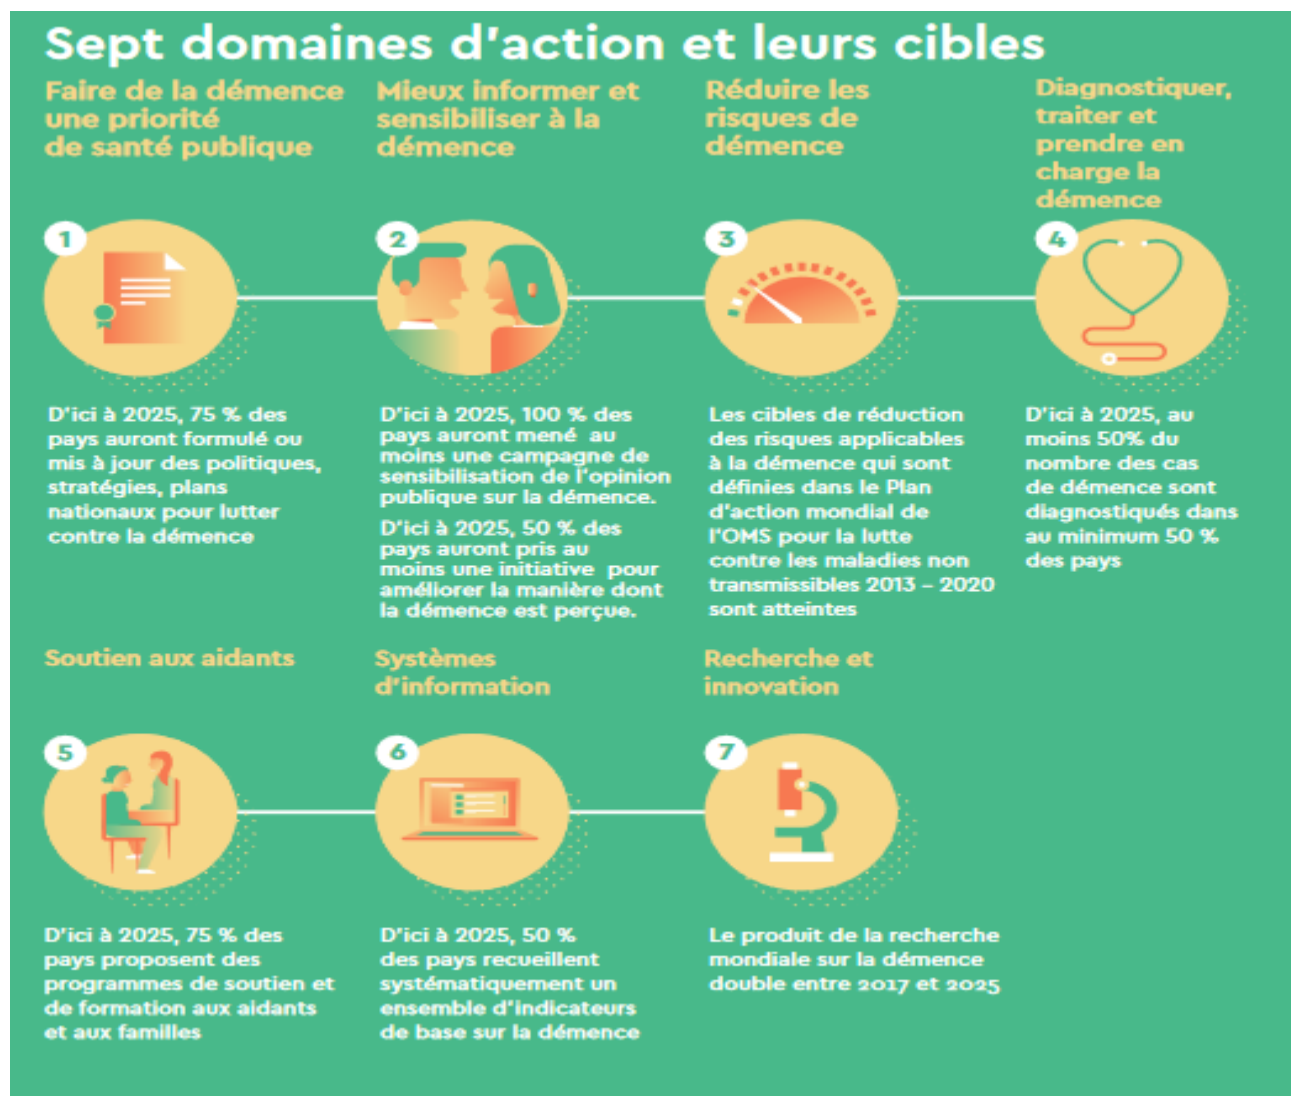 Sept domaines d'action et leurs cibles
Faire de la démence
une priorité
de santé publique
1
D'ici à 2025, 75 % des
pays auront formulé ou
mis à jour des politiques,
stratégies, plans
nationaux pour lutter
contre la démence
Mieux informer et
sensibiliser à la
démence
2
D'ici à 2025, 100 % des
pays auront mené au
moins une campagne de
sensibilisation de l'opinion
publique sur la démence.
D'ici à 2025, 50 % des
pays auront pris au
moins une initiative pour
améliorer la manière dont
la démence est perçue.
Réduire les
risques de
démence
3
Les cibles de réduction
des risques applicables
à la démence qui sont
définies dans le Plan
d'action mondial de
l'OMS pour la lutte
contre les maladies non
transmissibles 2013 – 2020
sont atteintes
Diagnostiquer,
traiter et
prendre en
charge la
démence
4
D'ici à 2025, au
moins 50% du
nombre des cas
de démence sont
diagnostiqués dans
au minimum 50 %
des pays
Soutien aux aidants
5
D'ici à 2025, 75 % des
pays proposent des
programmes de soutien et
de formation aux aidants
et aux familles
Systèmes
d'information
6
D'ici à 2025, 50 %
des pays recueillent
systématiquement un
ensemble d'indicateurs
de base sur la démence
Recherche et
innovation
7
Le produit de la recherche
mondiale sur la démence
double entre 2017 et 2025